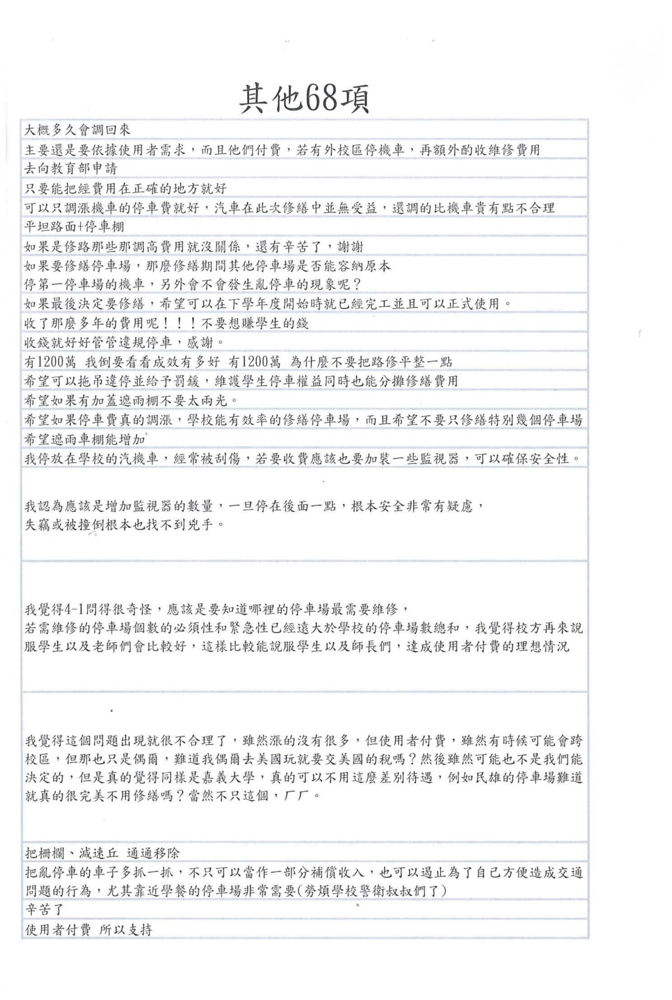 其他68項
大概多久會調回來
主要還是要依據使用者需求，而且他們付費，若有外校區停機車，再額外酌收維修費用
去向教育部申請
只要能把經費用在正確的地方就好
可以只調漲機車的停車費就好，汽車在此次修繕中並無受益，還調的比機車貴有點不合理
平坦路面+停車棚
如果是修路那些那調高費用就沒關係，還有辛苦了，謝謝
如果要修繕停車場，那麼修繕期間其他停車場是否能容納原本
停第一停車場的機車，另外會不會發生亂停車的現象呢？
如果最後決定要修繕，希望可以在下學年度開始時就已經完工並且可以正式使用。
收了那麼多年的費用呢！！！不要想賺學生的錢
收錢就好好管管違規停車，感謝。
有1200萬 我倒要看看成效有多好 有1200萬 為什麼不要把路修平整一點
希望可以拖吊違停並給予罰鍰，維護學生停車權益同時也能分攤修繕費用
希望如果有加蓋遮雨棚不要太兩光。
希望如果停車費真的調漲，學校能有效率的修繕停車場，而且希望不要只修繕特別幾個停車場
希望遮雨車棚能增加
我停放在學校的汽機車，經常被刮傷，若要收費應該也要加裝一些監視器，可以確保安全性。
我認為應該是增加監視器的數量，一旦停在後面一點，根本安全非常有疑慮，
失竊或被撞倒根本也找不到兇手。
我覺得4-1問得很奇怪，應該是要知道哪裡的停車場最需要維修，
若需維修的停車場個數的必須性和緊急性已經遠大於學校的停車場數總和，我覺得校方再來說
服學生以及老師們會比較好，這樣比較能說服學生以及師長們，達成使用者付費的理想情況
我覺得這個問題出現就很不合理了，雖然漲的沒有很多，但使用者付費，雖然有時候可能會跨
校區，但那也只是偶爾，難道我偶爾去美國玩就要交美國的稅嗎？然後雖然可能也不是我們能
決定的，但是真的覺得同樣是嘉義大學，真的可以不用這麼差別待遇，例如民雄的停車場難道
就真的很完美不用修繕嗎？當然不只這個，ㄏㄏ。
把柵欄、減速丘 通通移除
把亂停車的車子多抓一抓，不只可以當作一部分補償收入，也可以遏止為了自己方便造成交通
問題的行為，尤其靠近學餐的停車場非常需要(勞煩學校警衛叔叔們了)
辛苦了
使用者付費 所以支持